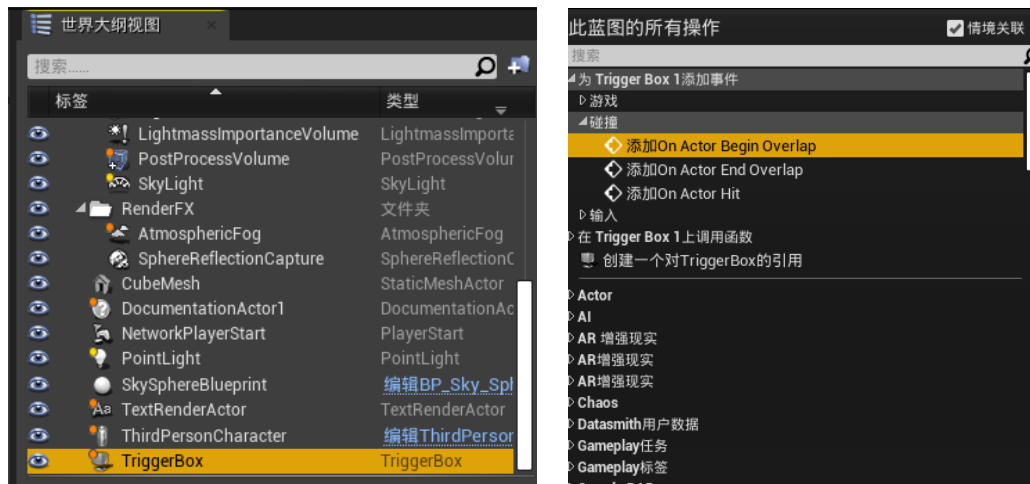 世界大纲视图
搜索......
标签 类型
LightmassImportanceVolume LightmassImporta
PostProcessVolume PostProcessVolur
SkyLight SkyLight
RenderFX 文件夹
AtmosphericFog AtmosphericFog
SphereReflectionCapture SphereReflectionC
CubeMesh StaticMeshActor
DocumentationActor1 DocumentationAc
NetworkPlayerStart PlayerStart
PointLight PointLight
SkySphereBlueprint 编辑BP_Sky_Sph
TextRenderActor TextRenderActor
ThirdPersonCharacter 编辑ThirdPerson
TriggerBox TriggerBox
此蓝图的所有操作 情境关联
搜索
为 Trigger Box 1添加事件
游戏
碰撞
添加On Actor Begin Overlap
添加On Actor End Overlap
添加On Actor Hit
输入
在 Trigger Box 1上调用函数
创建一个对TriggerBox的引用
Actor
AI
AR 增强现实
AR增强现实
AR增强现实
Chaos
Datasmith用户数据
Gameplay任务
Gameplay标签